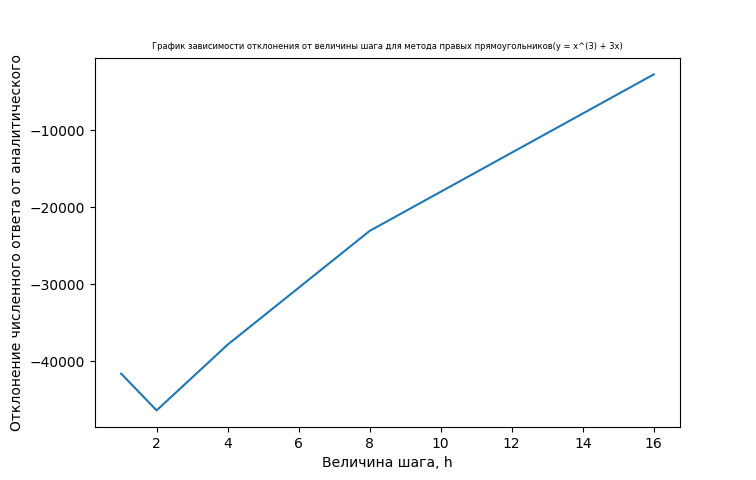 График зависимости отклонения от величины шага для метода правых прямоугольников(y = x^(3) + 3x)
Отклонение численного ответа от аналитического
−10000
−20000
−30000
−40000
2 4 6 8 10 12 14 16
Величина шага, h